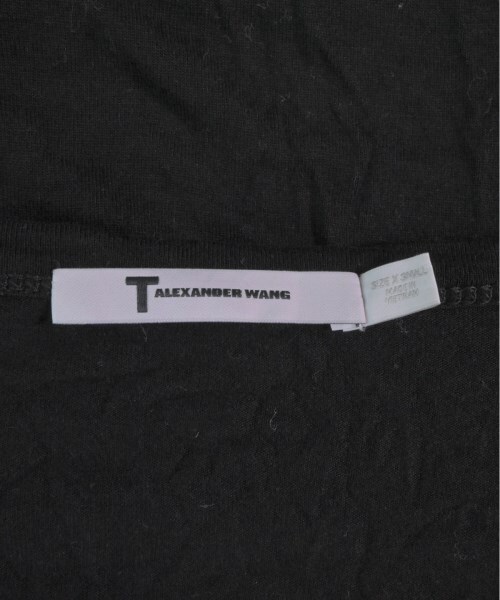 T ALEXANDER WANG
SIZE X SMALL
MADE IN
VIETNAM